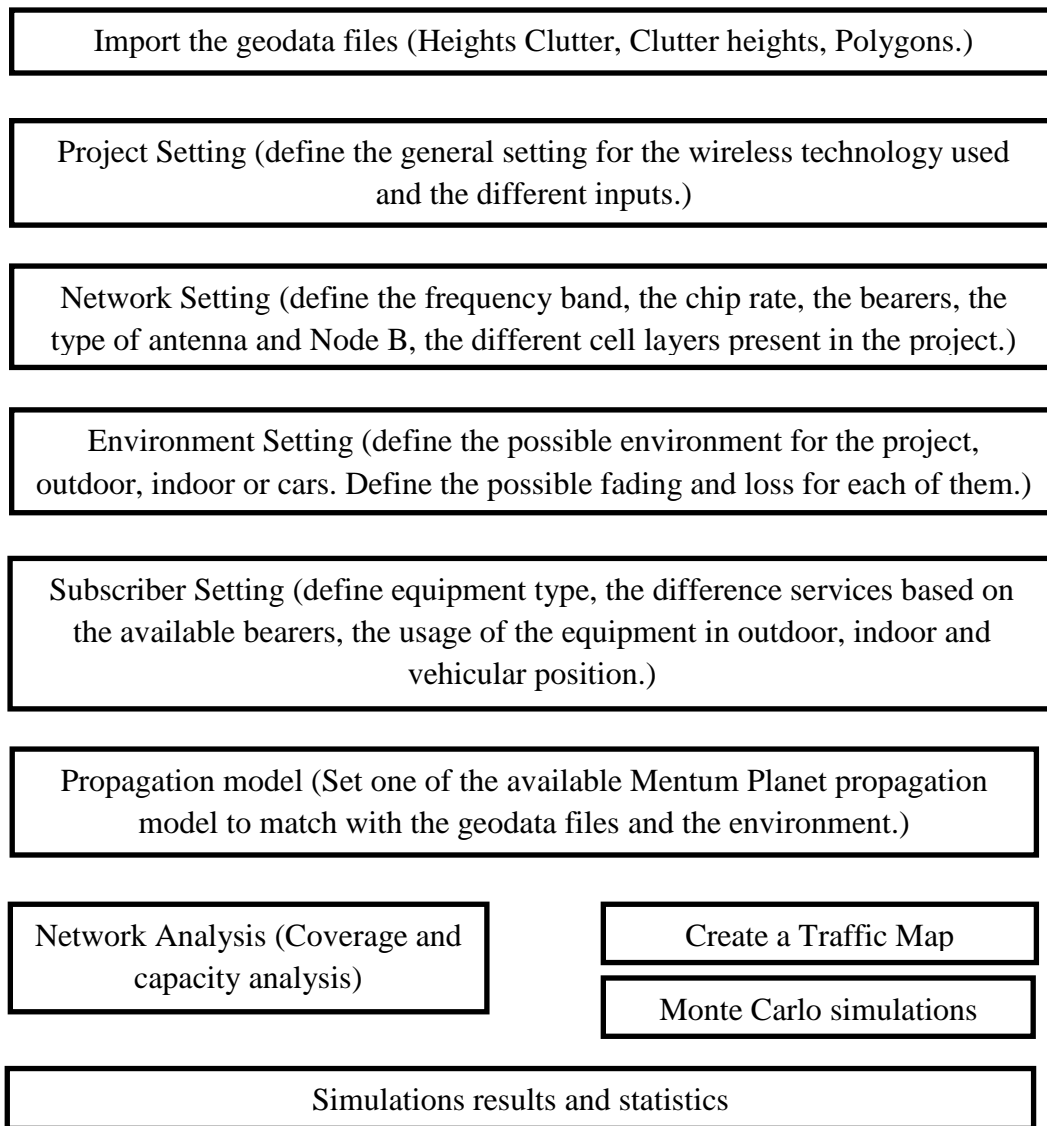 Import the geodata files (Heights Clutter, Clutter heights, Polygons.)
Project Setting (define the general setting for the wireless technology used
and the different inputs.)
Network Setting (define the frequency band, the chip rate, the bearers, the
type of antenna and Node B, the different cell layers present in the project.)
Environment Setting (define the possible environment for the project,
outdoor, indoor or cars. Define the possible fading and loss for each of them.)
Subscriber Setting (define equipment type, the difference services based on
the available bearers, the usage of the equipment in outdoor, indoor and
vehicular position.)
Propagation model (Set one of the available Mentum Planet propagation
model to match with the geodata files and the environment.)
Network Analysis (Coverage and
capacity analysis)
Create a Traffic Map
Monte Carlo simulations
Simulations results and statistics